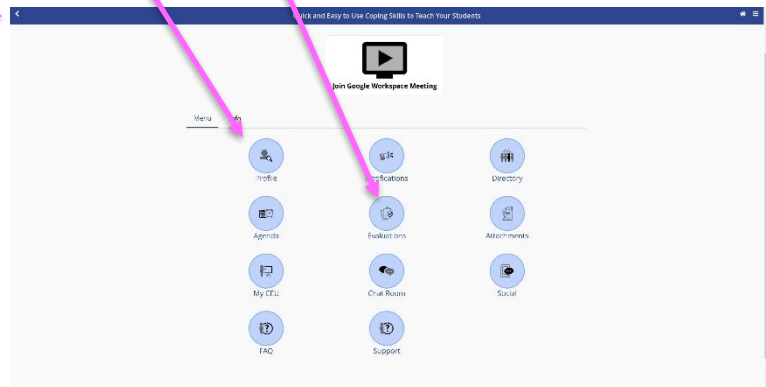 Quick and Easy to Use Coping Skills to Teach Your Students
Join Google Workspace Meeting
Menu Info
Profile
Notifications
Directory
Agenda
Evaluations
Attachments
My CEU
Chat Room
Social
FAQ
Support